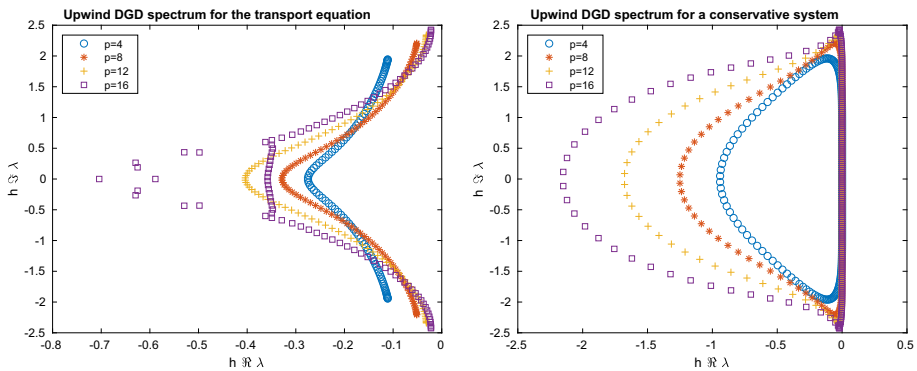 Upwind DGD spectrum for the transport equation
2.5
2
1.5
1
0.5
0
-0.5
-1
-1.5
-2
2.5
h ℑ λ
p=4
p=8
p=12
p=16
-0.8 -0.7 -0.6 -0.5 -0.4 -0.3 -0.2 -0.1 0
h ℜ λ
Upwind DGD spectrum for a conservative system
2.5
2
1.5
1
0.5
0
-0.5
-1
-1.5
-2
2.5
h ℑ λ
p=4
p=8
p=12
p=16
-2.5 -2 -1.5 -1 -0.5 0 0.5
h ℜ λ